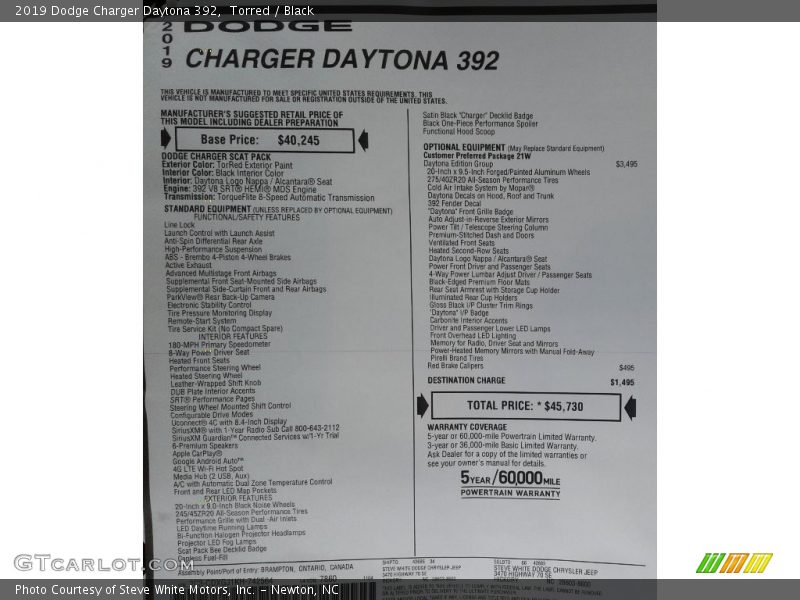 2019 Dodge Charger Daytona 392, Torred / Black
2019
DODGE
CHARGER DAYTONA 392
THIS VEHICLE IS MANUFACTURED TO MEET SPECIFIC UNITED STATES REQUIREMENTS. THIS
VEHICLE IS NOT MANUFACTURED FOR SALE OR REGISTRATION OUTSIDE OF THE UNITED STATES.
MANUFACTURER'S SUGGESTED RETAIL PRICE OF
THIS MODEL INCLUDING DEALER PREPARATION
Base Price: $40,245
DODGE CHARGER SCAT PACK
Exterior Color: TorRed Exterior Paint
Interior Color: Black Interior Color
Interior: Daytona Logo Nappa / Alcantara® Seat
Engine: 392 V8 SRT® HEMI® MDS Engine
Transmission: TorqueFlite 8-Speed Automatic Transmission
STANDARD EQUIPMENT (UNLESS REPLACED BY OPTIONAL EQUIPMENT)
FUNCTIONAL/SAFETY FEATURES
Line Lock
Launch Control with Launch Assist
Anti-Spin Differential Rear Axle
High-Performance Suspension
ABS - Brembo 4-Piston 4-Wheel Brakes
Active Exhaust
Advanced Multistage Front Airbags
Supplemental Front Seat-Mounted Side Airbags
Supplemental Side-Curtain Front and Rear Airbags
ParkView® Rear Back-Up Camera
Electronic Stability Control
Tire Pressure Monitoring Display
Remote-Start System
Tire Service Kit (No Compact Spare)
INTERIOR FEATURES
180-MPH Primary Speedometer
8-Way Power Driver Seat
Heated Front Seats
Performance Steering Wheel
Heated Steering Wheel
Leather-Wrapped Shift Knob
DUB Plate Interior Accents
SRT® Performance Pages
Steering Wheel Mounted Shift Control
Configurable Drive Modes
Uconnect® 4C with 8.4-Inch Display
SiriusXM® with 1-Year Radio Sub Call 800-643-2112
SiriusXM Guardian™ Connected Services w/1-Yr Trial
6-Premium Speakers
Apple CarPlay®
Google Android Auto™
4G LTE Wi-Fi Hot Spot
Media Hub (2 USB, Aux)
A/C with Automatic Dual Zone Temperature Control
Front and Rear LED Map Pockets
EXTERIOR FEATURES
20-Inch x 9.0-Inch Black Noise Wheels
245/45ZR20 All-Season Performance Tires
Performance Grille with Dual-Air Inlets
LED Daytime Running Lamps
Bi-Function Halogen Projector Headlamps
Projector LED Fog Lamps
Scat Pack Bee Decklid Badge
Capless Fuel-Fill
Satin Black "Charger" Decklid Badge
Black One-Piece Performance Spoiler
Functional Hood Scoop
OPTIONAL EQUIPMENT (May Replace Standard Equipment)
Customer Preferred Package 21W
Daytona Edition Group $3,495
20-Inch x 9.5-Inch Forged/Painted Aluminum Wheels
275/40ZR20 All-Season Performance Tires
Cold Air Intake System by Mopar®
Daytona Decals on Hood, Roof and Trunk
392 Fender Decal
"Daytona" Front Grille Badge
Auto Adjust-in-Reverse Exterior Mirrors
Power Tilt / Telescope Steering Column
Premium-Stitched Dash and Doors
Ventilated Front Seats
Heated Second-Row Seats
Daytona Logo Nappa / Alcantara® Seat
Power Front Driver and Passenger Seats
4-Way Power Lumbar Adjust Driver / Passenger Seats
Black-Edged Premium Floor Mats
Rear Seat Armrest with Storage Cup Holder
Illuminated Rear Cup Holders
Gloss Black I/P Cluster Trim Rings
"Daytona" I/P Badge
Carbonite Interior Accents
Driver and Passenger Lower LED Lamps
Front Overhead LED Lighting
Memory for Radio, Driver Seat and Mirrors
Power-Heated Memory Mirrors with Manual Fold-Away
Pirelli Brand Tires
Red Brake Calipers $495
DESTINATION CHARGE $1,495
TOTAL PRICE: * $45,730
WARRANTY COVERAGE
5-year or 60,000-mile Powertrain Limited Warranty.
3-year or 36,000-mile Basic Limited Warranty.
Ask Dealer for a copy of the limited warranties or
see your owner's manual for details.
5 YEAR/60,000 MILE
POWERTRAIN WARRANTY
Assembly Point/Port of Entry: BRAMPTON, ONTARIO, CANADA
STEVE WHITE DODGE CHRYSLER JEEP
3470 HIGHWAY 70 SE
STEVE WHITE DODGE CHRYSLER JEEP
3470 HIGHWAY 70 SE
GTCARLOT.COM
Photo Courtesy of Steve White Motors, Inc. – Newton, NC